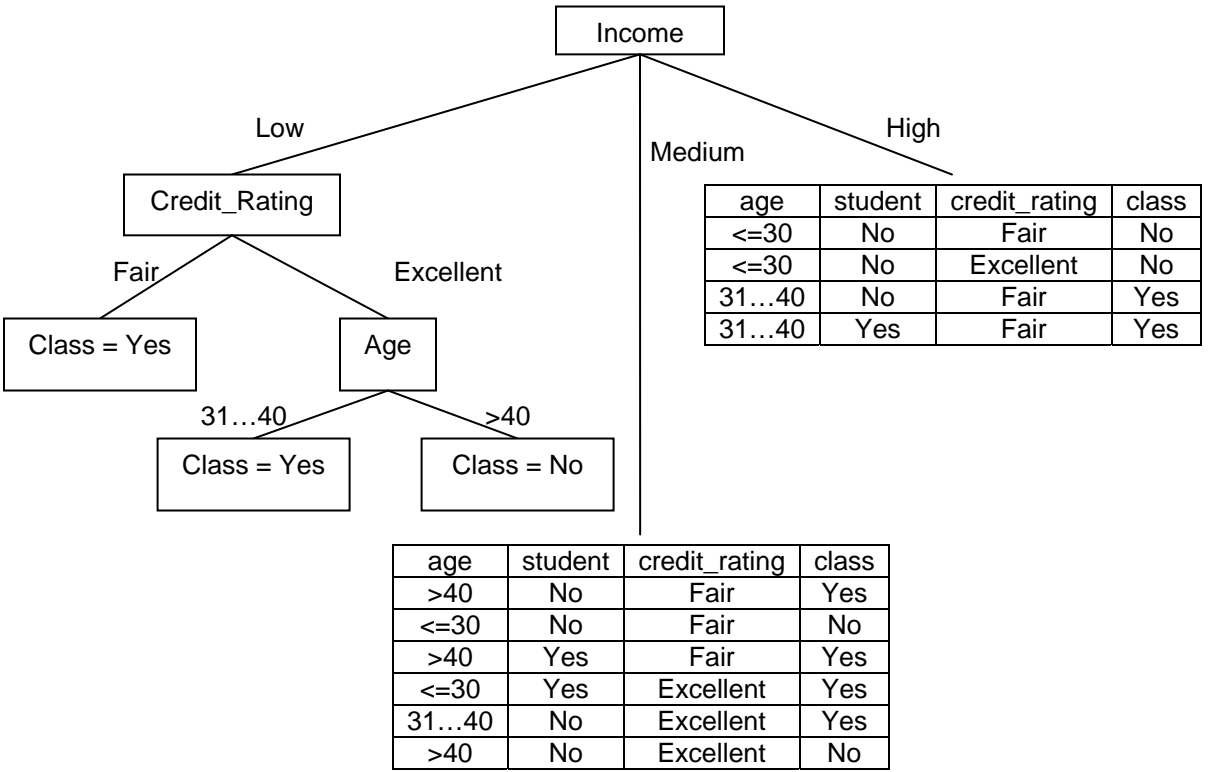 Income
Low
Medium
High
Credit_Rating
age student credit_rating class
<=30 No Fair No
<=30 No Excellent No
31…40 No Fair Yes
31…40 Yes Fair Yes
Fair
Excellent
Class = Yes
Age
31…40
>40
Class = Yes
Class = No
age student credit_rating class
>40 No Fair Yes
<=30 No Fair No
>40 Yes Fair Yes
<=30 Yes Excellent Yes
31…40 No Excellent Yes
>40 No Excellent No